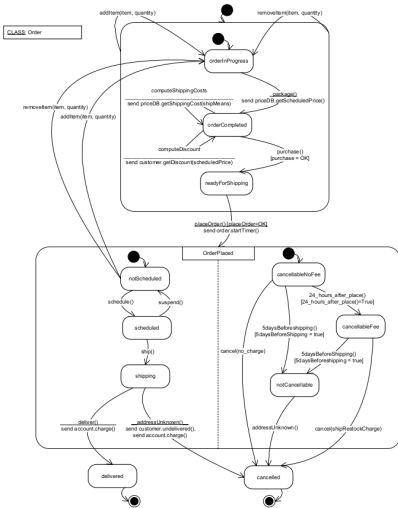 addItem(item, quantity)
removeItem(item, quantity)
CLASS: Order
orderInProgress
computeShippingCosts
send priceDB.getShippingCost(shipMeans)
package()
send priceDB.getScheduledPrice()
orderCompleted
removeItem(item, quantity)
addItem(item, quantity)
computeDiscount
send customer.getDiscount(scheduledPrice)
purchase()
[purchase = OK]
readyForShipping
placeOrder() [placeOrder=OK]
send order.startTimer()
OrderPlaced
notScheduled
cancellableNoFee
schedule()
suspend()
24_hours_after_place()
[24_hours_after_place()=True]
scheduled
cancellableFee
5daysBeforeshipping()
[5daysBeforeShipping = true]
ship()
cancel(no_charge)
5daysBeforeShipping()
[5daysBeforeshipping = true]
shipping
notCancellable
deliver()
send account.charge()
addressUnknown()
send customer.undelivered(),
send account.charge()
addressUnknown()
cancel(shipRestockCharge)
delivered
cancelled